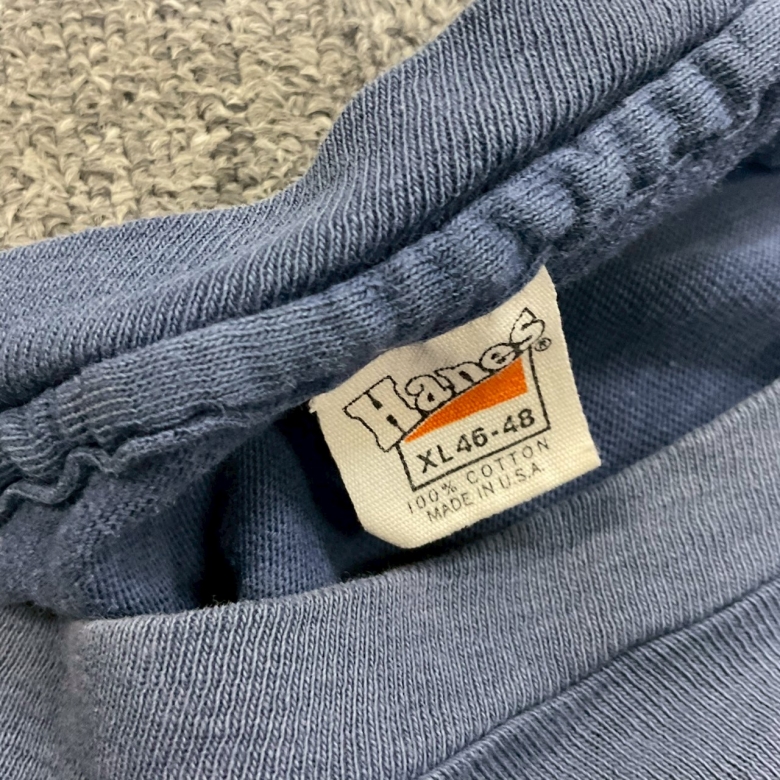 Hanes®
XL 46-48
100% COTTON
MADE IN U.S.A.